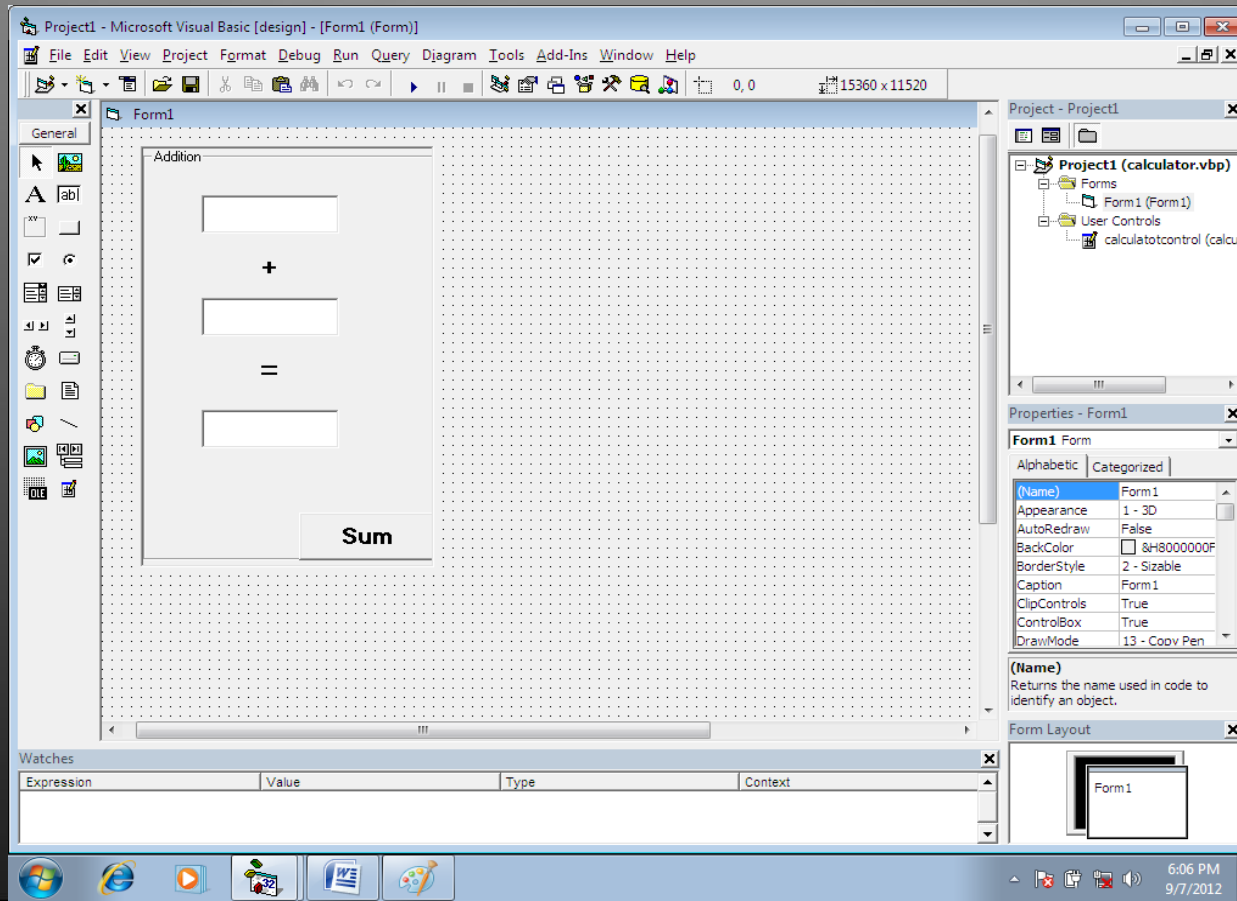 Project1 - Microsoft Visual Basic [design] - [Form1 (Form)]
File Edit View Project Format Debug Run Query Diagram Tools Add-Ins Window Help
0, 0 15360 x 11520
General
A ab|
XY
OLE
Form1
Addition
+
=
Sum
Project - Project1
Project1 (calculator.vbp)
Forms
Form1 (Form1)
User Controls
calculatotcontrol (calcu
Properties - Form1
Form1 Form
Alphabetic Categorized
(Name) Form1
Appearance 1 - 3D
AutoRedraw False
BackColor &H8000000F
BorderStyle 2 - Sizable
Caption Form1
ClipControls True
ControlBox True
DrawMode 13 - Copy Pen
(Name)
Returns the name used in code to
identify an object.
Form Layout
Form1
Watches
Expression Value Type Context
32 W
6:06 PM
9/7/2012